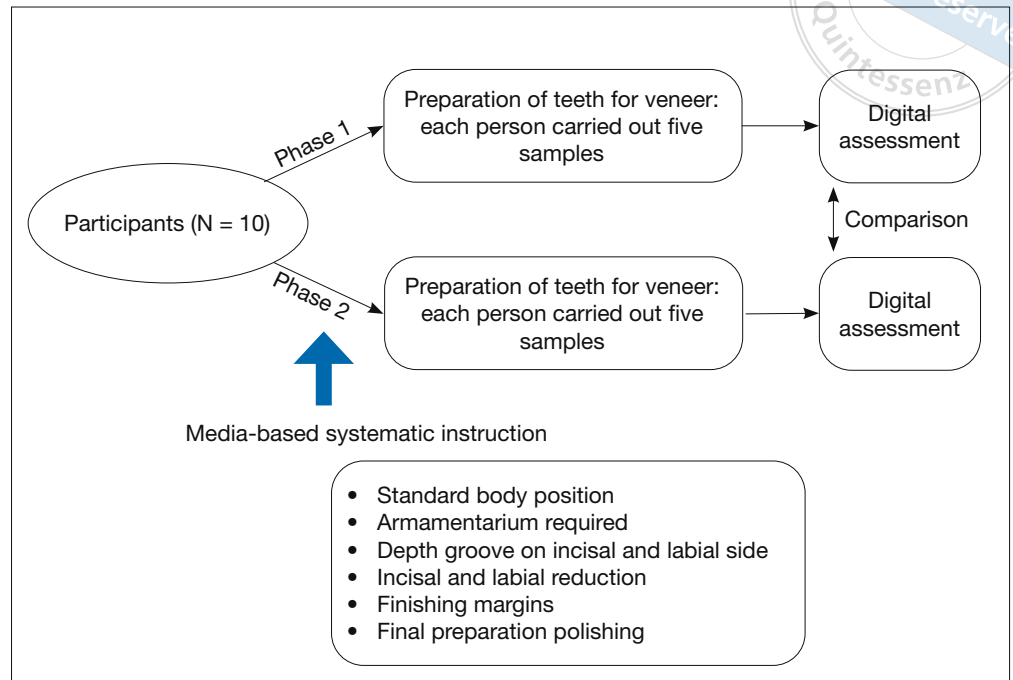 Quintessenz
Preparation of teeth for veneer:
each person carried out five
samples
Digital
assessment
Phase 1
Participants (N = 10)
Comparison
Phase 2
Preparation of teeth for veneer:
each person carried out five
samples
Digital
assessment
Media-based systematic instruction
• Standard body position
• Armamentarium required
• Depth groove on incisal and labial side
• Incisal and labial reduction
• Finishing margins
• Final preparation polishing